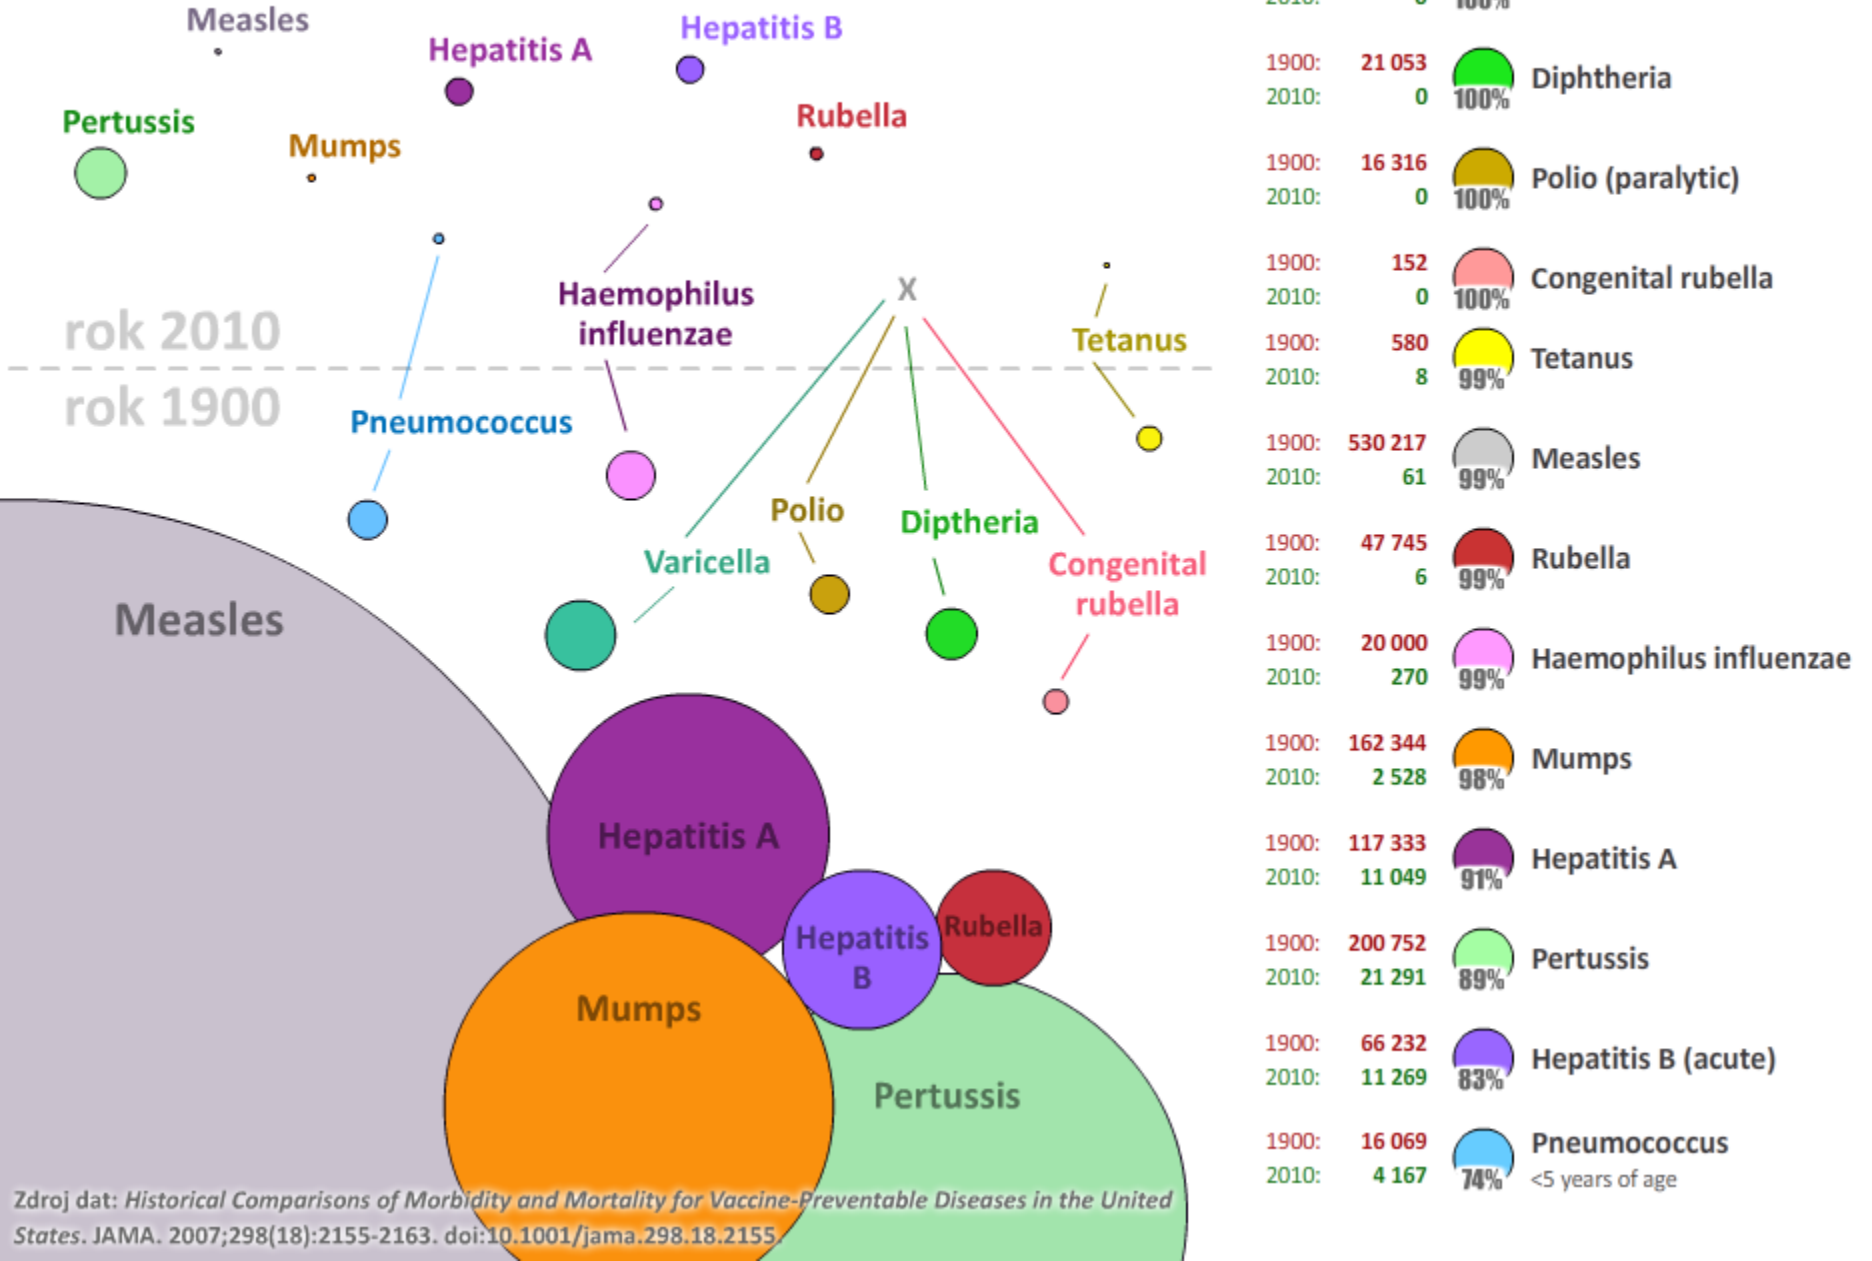 Measles
Hepatitis A
Hepatitis B
Pertussis
Mumps
Rubella
Haemophilus
influenzae
X
Tetanus
rok 2010
rok 1900
Pneumococcus
Polio
Diptheria
Varicella
Congenital
rubella
Measles
Hepatitis A
Hepatitis
B
Rubella
Mumps
Pertussis
Zdroj dat: Historical Comparisons of Morbidity and Mortality for Vaccine-Preventable Diseases in the United
States. JAMA. 2007;298(18):2155-2163. doi:10.1001/jama.298.18.2155.
1900: 21 053
2010: 0
100%
Diphtheria
1900: 16 316
2010: 0
100%
Polio (paralytic)
1900: 152
2010: 0
100%
Congenital rubella
1900: 580
2010: 8
99%
Tetanus
1900: 530 217
2010: 61
99%
Measles
1900: 47 745
2010: 6
99%
Rubella
1900: 20 000
2010: 270
99%
Haemophilus influenzae
1900: 162 344
2010: 2 528
98%
Mumps
1900: 117 333
2010: 11 049
91%
Hepatitis A
1900: 200 752
2010: 21 291
89%
Pertussis
1900: 66 232
2010: 11 269
83%
Hepatitis B (acute)
1900: 16 069
2010: 4 167
74%
Pneumococcus
<5 years of age